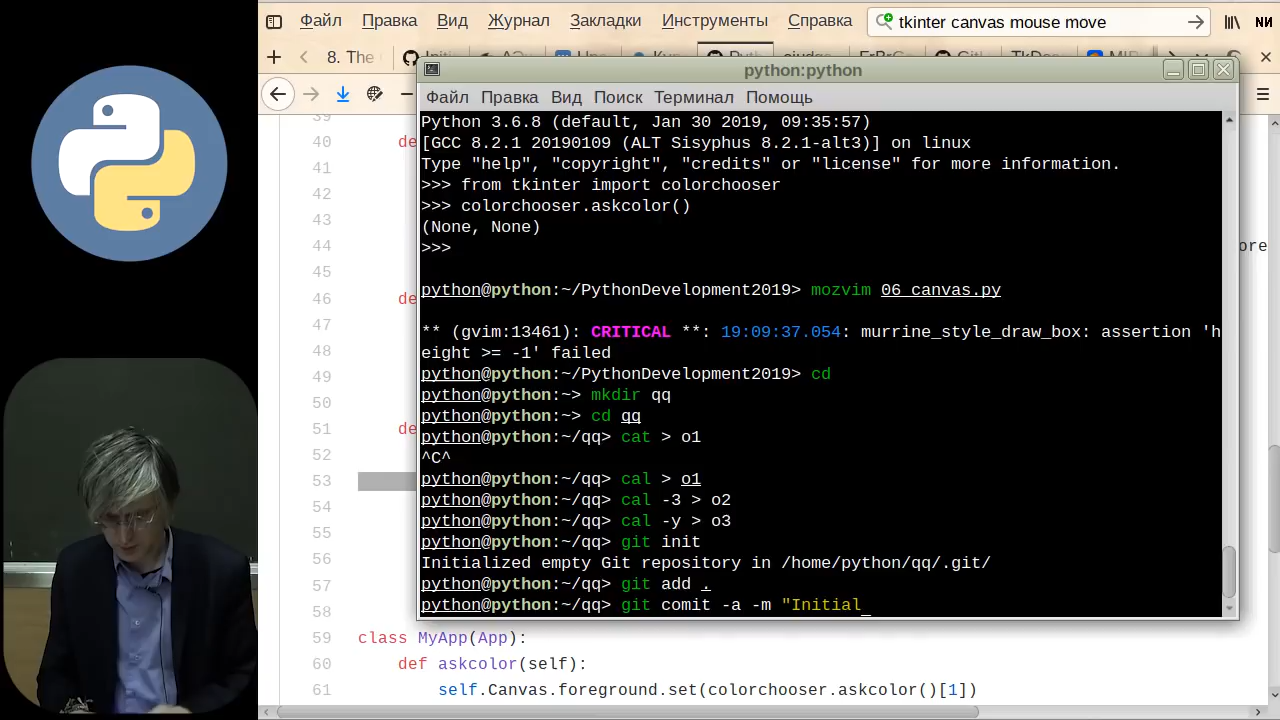 Файл Правка Вид Журнал Закладки Инструменты Справка tkinter canvas mouse move
8. The
python:python
Файл Правка Вид Поиск Терминал Помощь
39
40 de
41
42
43
44 ore
45
46 de
47
48
49
50
51 de
52
53
54
55
56
57
58
59 class MyApp(App):
60 def askcolor(self):
61 self.Canvas.foreground.set(colorchooser.askcolor()[1])
Python 3.6.8 (default, Jan 30 2019, 09:35:57)
[GCC 8.2.1 20190109 (ALT Sisyphus 8.2.1-alt3)] on linux
Type "help", "copyright", "credits" or "license" for more information.
>>> from tkinter import colorchooser
>>> colorchooser.askcolor()
(None, None)
>>>
python@python:~/PythonDevelopment2019> mozvim 06_canvas.py
** (gvim:13461): CRITICAL **: 19:09:37.054: murrine_style_draw_box: assertion 'h
eight >= -1' failed
python@python:~/PythonDevelopment2019> cd
python@python:~> mkdir qq
python@python:~> cd qq
python@python:~/qq> cat > o1
^C^
python@python:~/qq> cal > o1
python@python:~/qq> cal -3 > o2
python@python:~/qq> cal -y > o3
python@python:~/qq> git init
Initialized empty Git repository in /home/python/qq/.git/
python@python:~/qq> git add .
python@python:~/qq> git comit -a -m "Initial_